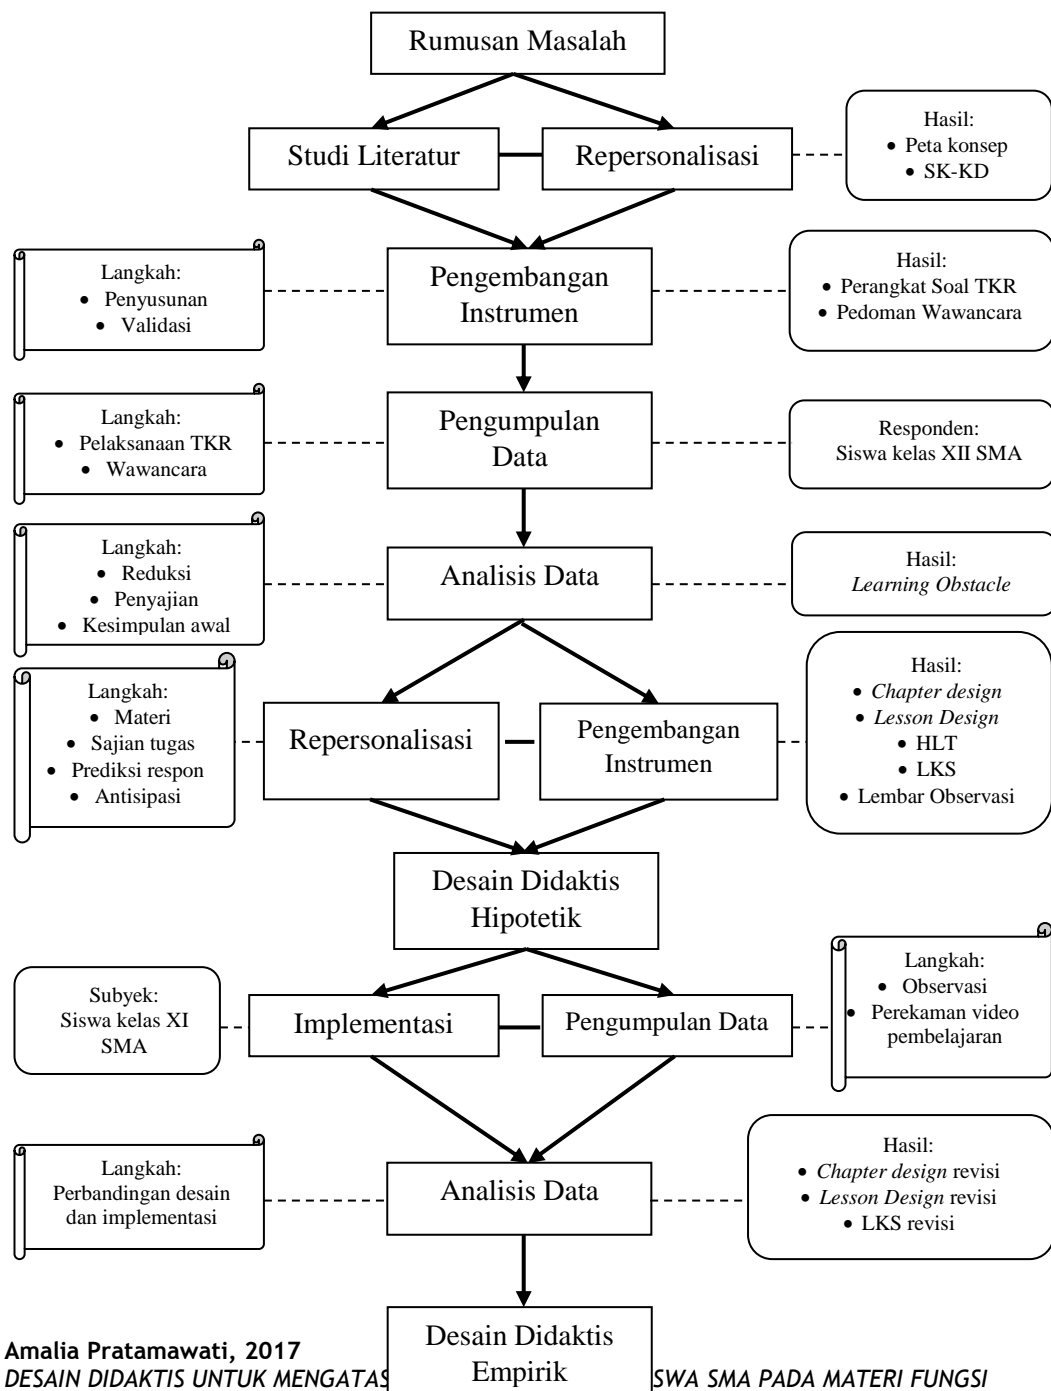 Rumusan Masalah
Studi Literatur
Repersonalisasi
Hasil:
• Peta konsep
• SK-KD
Langkah:
• Penyusunan
• Validasi
Pengembangan
Instrumen
Hasil:
• Perangkat Soal TKR
• Pedoman Wawancara
Langkah:
• Pelaksanaan TKR
• Wawancara
Pengumpulan
Data
Responden:
Siswa kelas XII SMA
Langkah:
• Reduksi
• Penyajian
• Kesimpulan awal
Analisis Data
Hasil:
Learning Obstacle
Langkah:
• Materi
• Sajian tugas
• Prediksi respon
• Antisipasi
Repersonalisasi
Pengembangan
Instrumen
Hasil:
• Chapter design
• Lesson Design
• HLT
• LKS
• Lembar Observasi
Desain Didaktis
Hipotetik
Subyek:
Siswa kelas XI
SMA
Implementasi
Pengumpulan Data
Langkah:
• Observasi
• Perekaman video
pembelajaran
Langkah:
Perbandingan desain
dan implementasi
Analisis Data
Hasil:
• Chapter design revisi
• Lesson Design revisi
• LKS revisi
Desain Didaktis
Empirik
Amalia Pratamawati, 2017
DESAIN DIDAKTIS UNTUK MENGATAS SWA SMA PADA MATERI FUNGSI